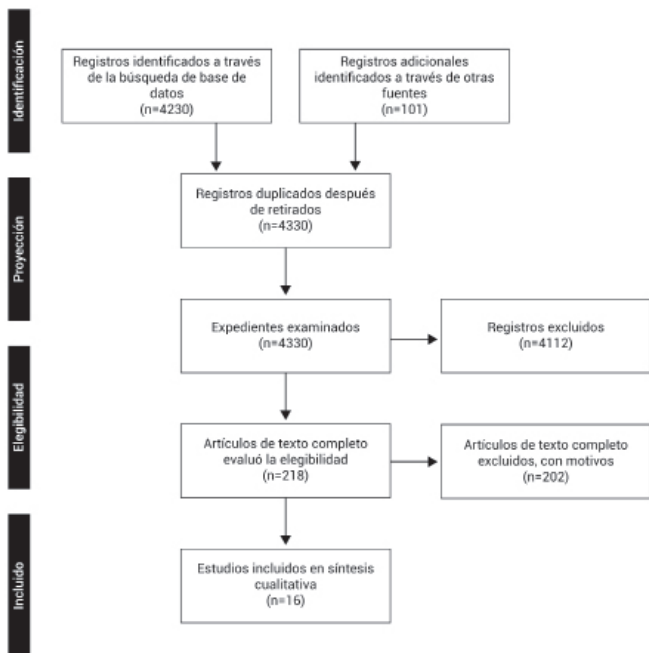 Identificación
Registros identificados a través
de la búsqueda de base de
datos
(n=4230)
Registros adicionales
identificados a través de otras
fuentes
(n=101)
Proyección
Registros duplicados después
de retirados
(n=4330)
Expedientes examinados
(n=4330)
Registros excluidos
(n=4112)
Elegibilidad
Artículos de texto completo
evaluó la elegibilidad
(n=218)
Artículos de texto completo
excluidos, con motivos
(n=202)
Incluido
Estudios incluidos en síntesis
cualitativa
(n=16)